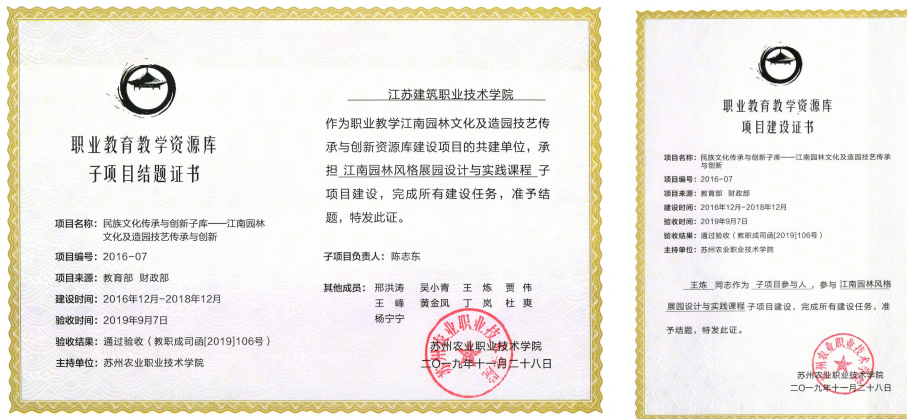 职业教育教学资源库
子项目结题证书
项目名称：民族文化传承与创新子库——江南园林
文化及造园技艺传承与创新
项目编号：2016-07
项目来源：教育部 财政部
建设时间：2016年12月-2018年12月
验收时间：2019年9月7日
验收结果：通过验收（教职成司函[2019]106号）
主持单位：苏州农业职业技术学院
江苏建筑职业技术学院
作为职业教学江南园林文化及造园技艺传
承与创新资源库建设项目的共建单位，承
担 江南园林风格展园设计与实践课程 子
项目建设，完成所有建设任务，准予结
题，特发此证。
子项目负责人：陈志东
其他成员：邢洪涛 吴小青 王 炼 贾 伟
王 峰 黄金凤 丁 岚 杜 爽
杨宁宁
苏州农业职业技术学院
二〇一九年十一月二十八日
职业教育教学资源库
项目建设证书
项目名称：民族文化传承与创新子库——江南园林文化及造园技艺传承
与创新
项目编号：2016-07
项目来源：教育部 财政部
建设时间：2016年12月-2018年12月
验收时间：2019年9月7日
验收结果：通过验收（教职成司函[2019]106号）
主持单位：苏州农业职业技术学院
王炼 同志作为 子项目参与人 ，参与 江南园林风格
展园设计与实践课程 子项目建设，完成所有建设任务，准
予结题，特发此证。
苏州农业职业技术学院
二〇一九年十一月二十八日